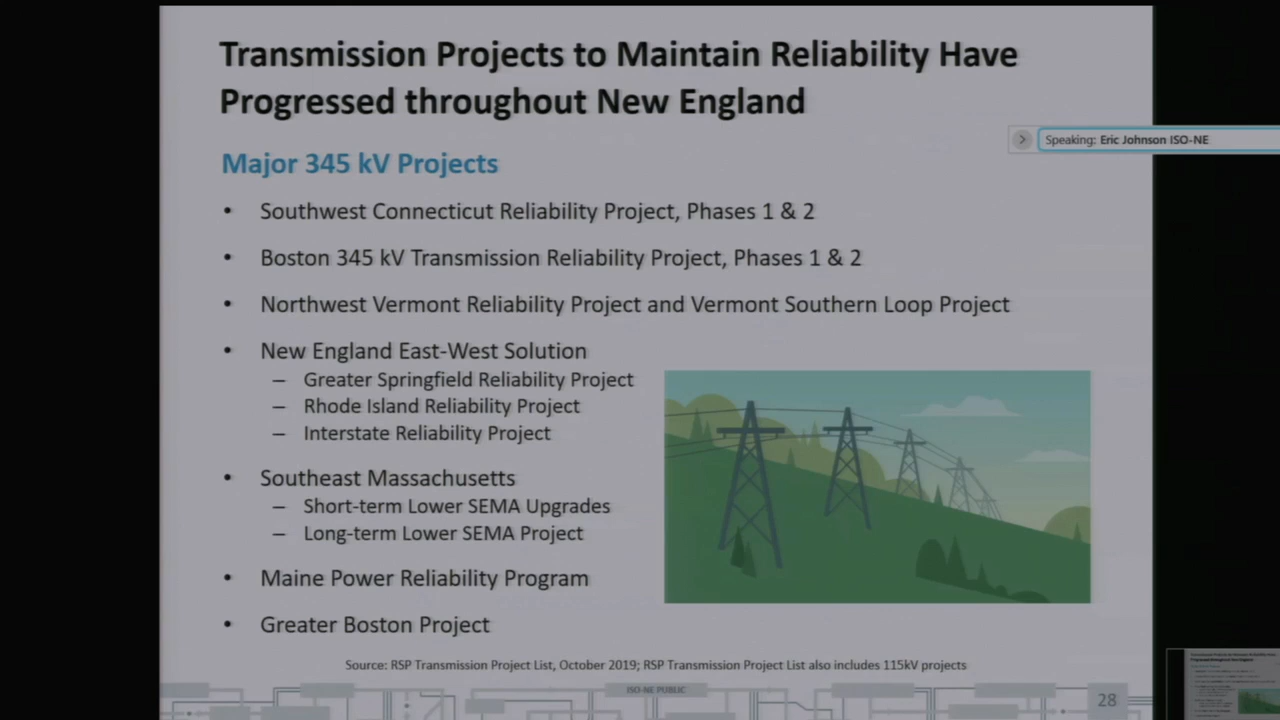 Transmission Projects to Maintain Reliability Have
Progressed throughout New England
Speaking: Eric Johnson ISO-NE
Major 345 kV Projects
• Southwest Connecticut Reliability Project, Phases 1 & 2
• Boston 345 kV Transmission Reliability Project, Phases 1 & 2
• Northwest Vermont Reliability Project and Vermont Southern Loop Project
• New England East-West Solution
– Greater Springfield Reliability Project
– Rhode Island Reliability Project
– Interstate Reliability Project
• Southeast Massachusetts
– Short-term Lower SEMA Upgrades
– Long-term Lower SEMA Project
• Maine Power Reliability Program
• Greater Boston Project
Source: RSP Transmission Project List, October 2019; RSP Transmission Project List also includes 115kV projects
ISO-NE PUBLIC
28